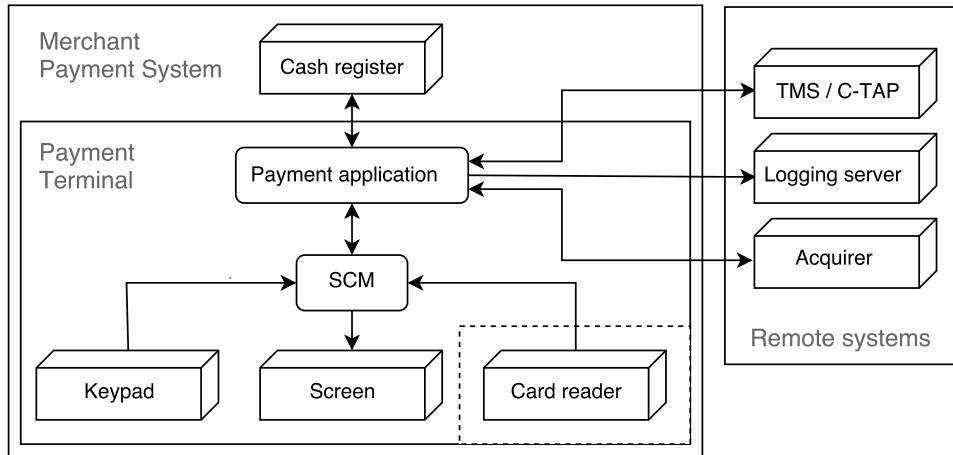 Merchant
Payment System
Cash register
Payment
Terminal
Payment application
SCM
Keypad
Screen
Card reader
TMS / C-TAP
Logging server
Acquirer
Remote systems